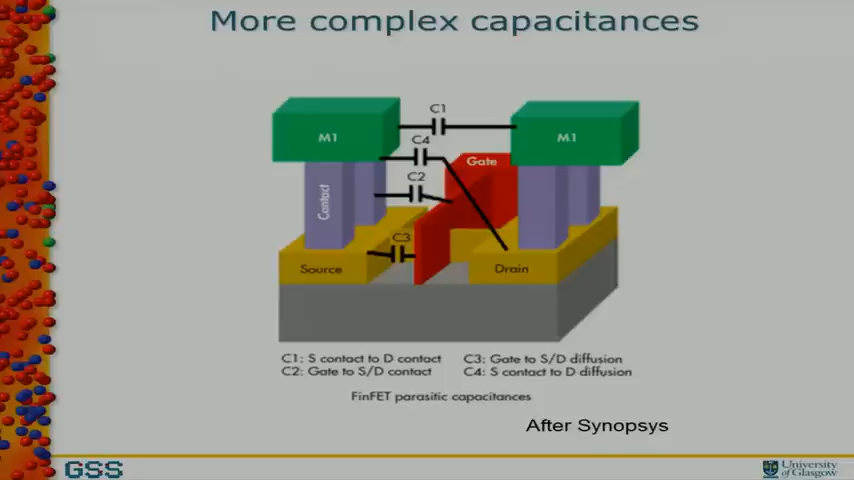 More complex capacitances
C1
M1
M1
C4
Gate
C2
Contact
C3
Source
Drain
C1: S contact to D contact
C3: Gate to S/D diffusion
C2: Gate to S/D contact
C4: S contact to D diffusion
FinFET parasitic capacitances
After Synopsys
GSS
University
of Glasgow